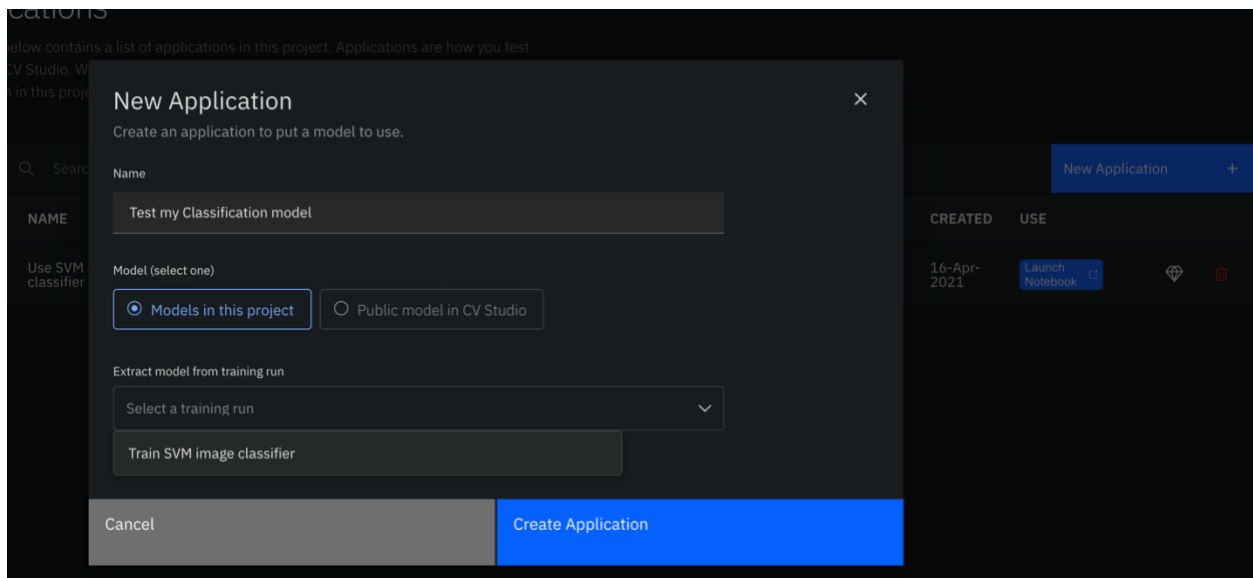 cations
below contains a list of applications in this project. Applications are how you test
CV Studio. W
in this proje
New Application
Create an application to put a model to use.
Name
Test my Classification model
Model (select one)
Models in this project
Public model in CV Studio
Extract model from training run
Select a training run
Train SVM image classifier
Cancel
Create Application
Searc
New Application +
NAME
CREATED
USE
Use SVM
classifier
16-Apr-
2021
Launch
Notebook